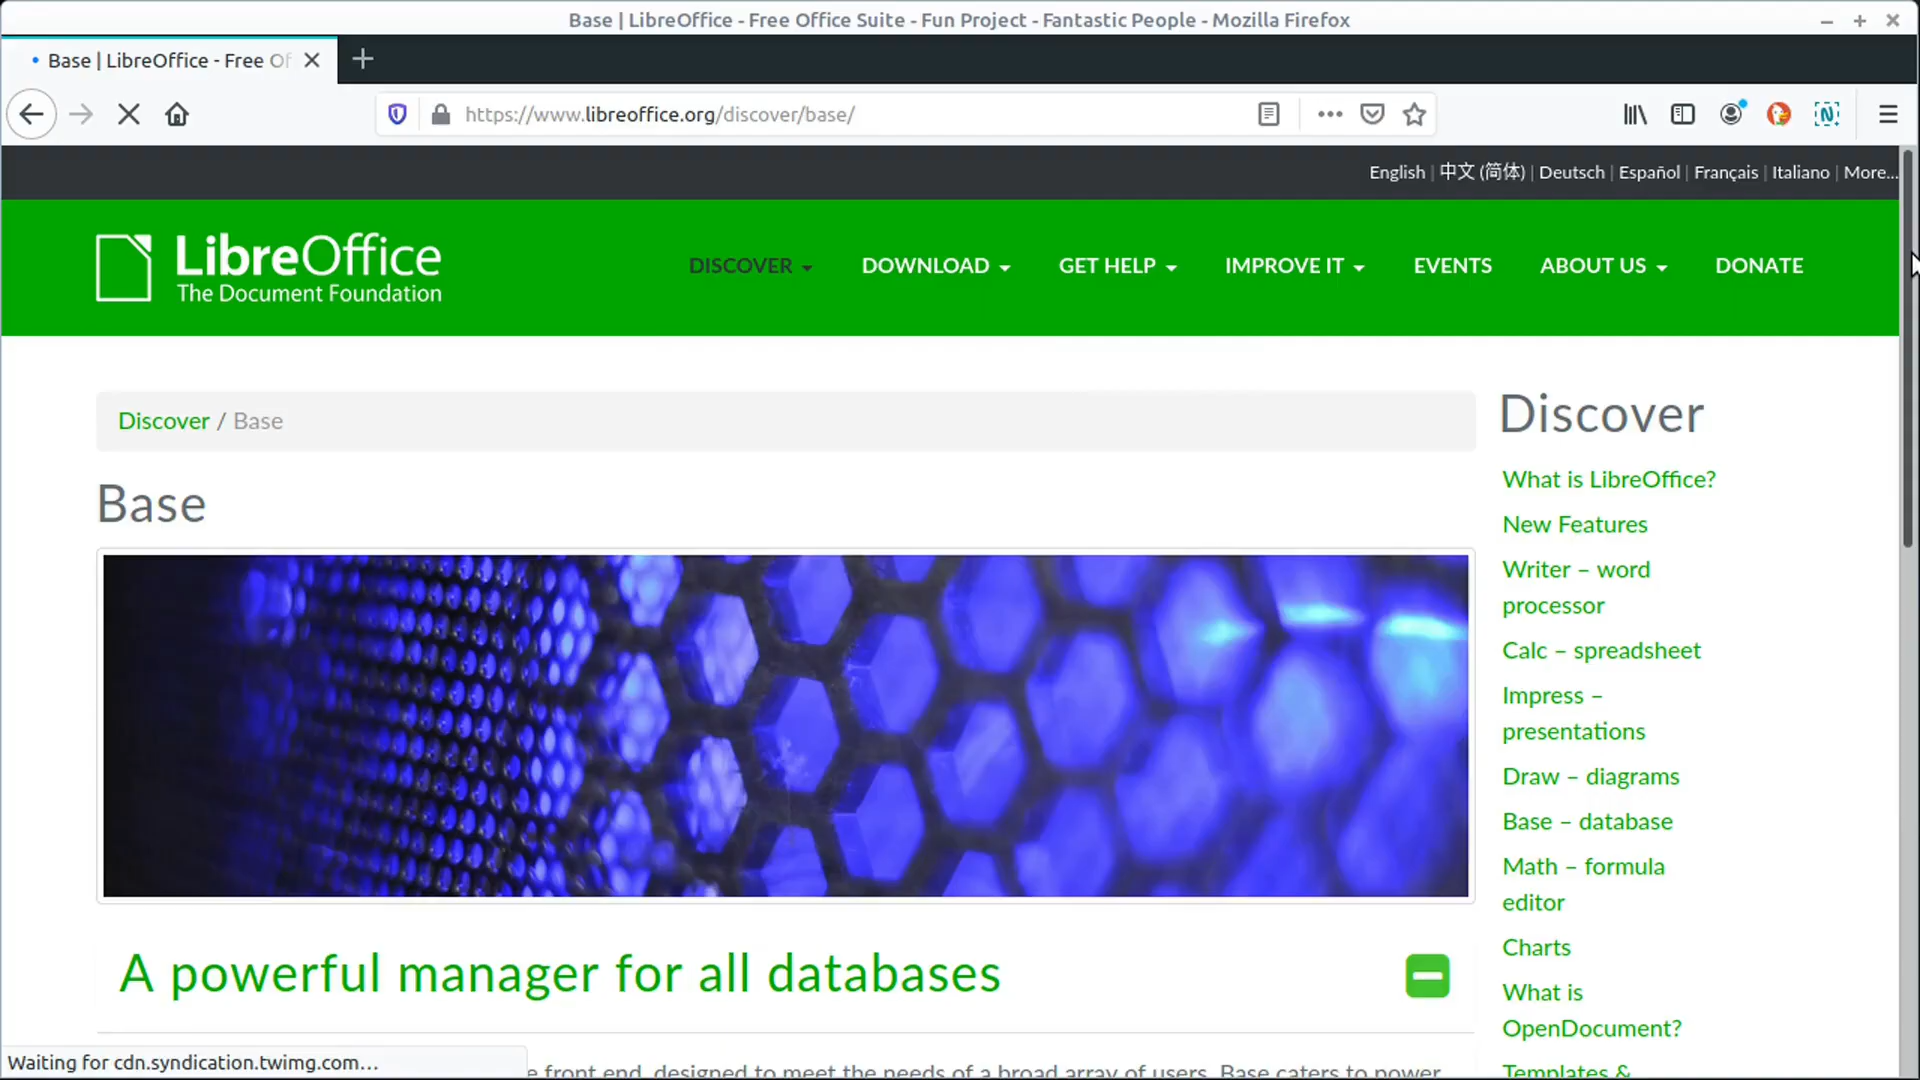 Base | LibreOffice - Free Office Suite - Fun Project - Fantastic People - Mozilla Firefox
Base | LibreOffice - Free Of
https://www.libreoffice.org/discover/base/
English | 中文 (简体) | Deutsch | Español | Français | Italiano | More...
LibreOffice
The Document Foundation
DISCOVER
DOWNLOAD
GET HELP
IMPROVE IT
EVENTS
ABOUT US
DONATE
Discover / Base
Base
A powerful manager for all databases
e front end, designed to meet the needs of a broad array of users. Base caters to power
Discover
What is LibreOffice?
New Features
Writer – word
processor
Calc – spreadsheet
Impress –
presentations
Draw – diagrams
Base – database
Math – formula
editor
Charts
What is
OpenDocument?
Templates &
Waiting for cdn.syndication.twimg.com...